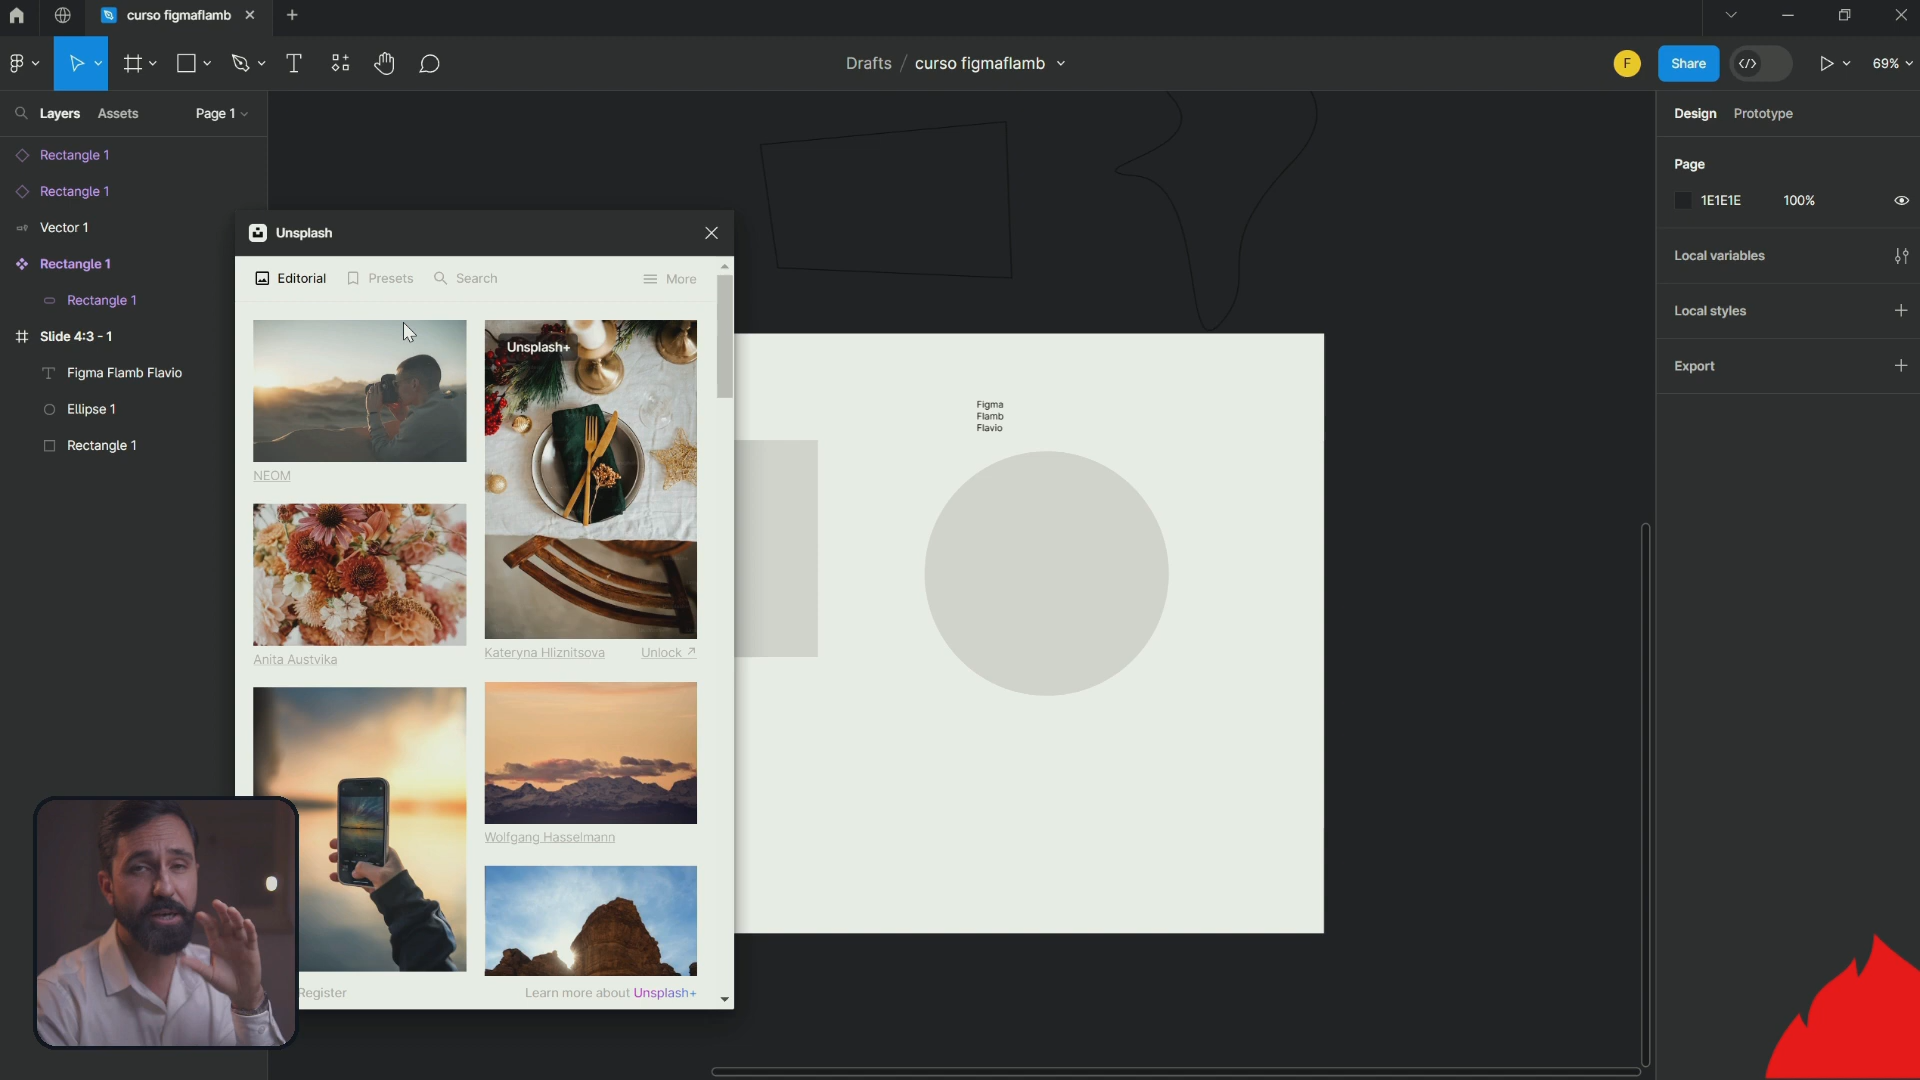 curso figmaflamb
Drafts / curso figmaflamb
F
Share
69%
Layers
Assets
Page 1
Design
Prototype
Rectangle 1
Rectangle 1
Vector 1
Rectangle 1
Rectangle 1
Slide 4:3 - 1
Figma Flamb Flavio
Ellipse 1
Rectangle 1
Unsplash
Editorial
Presets
Search
More
Unsplash+
NEOM
Anita Austvika
Kateryna Hliznitsova
Unlock ↗
Wolfgang Hasselmann
Register
Learn more about Unsplash+
Figma
Flamb
Flavio
Page
1E1E1E
100%
Local variables
Local styles
Export